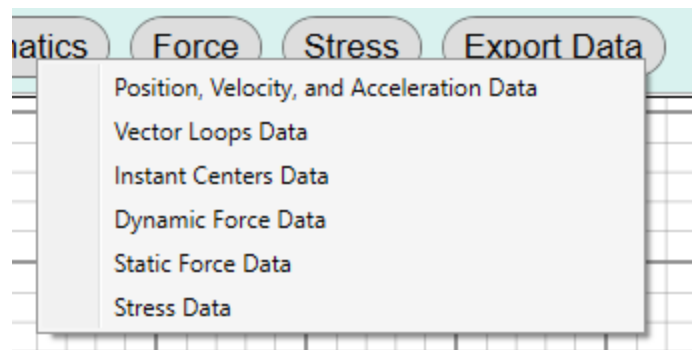 natics Force Stress Export Data
Position, Velocity, and Acceleration Data
Vector Loops Data
Instant Centers Data
Dynamic Force Data
Static Force Data
Stress Data